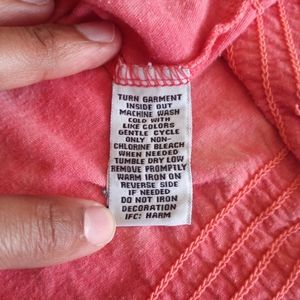 TURN GARMENT
INSIDE OUT
MACHINE WASH
COLD WITH
LIKE COLORS
GENTLE CYCLE
ONLY NON-
CHLORINE BLEACH
WHEN NEEDED
TUMBLE DRY LOW
REMOVE PROMPTLY
WARM IRON ON
REVERSE SIDE
IF NEEDED
DO NOT IRON
DECORATION
IFC: HARM